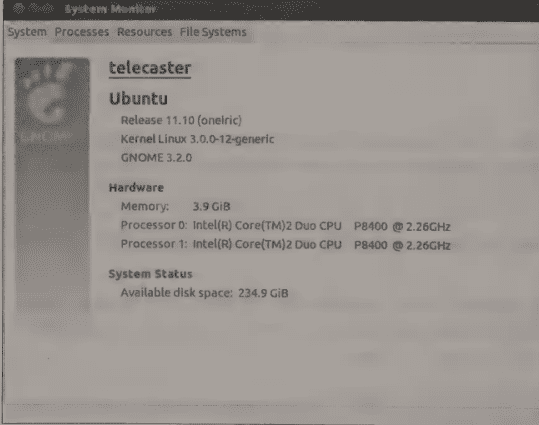 System Monitor
System Processes Resources File Systems
telecaster
Ubuntu
Release 11.10 (oneiric)
Kernel Linux 3.0.0-12-generic
GNOME 3.2.0
GNOME
Hardware
Memory: 3.9 GiB
Processor 0: Intel(R) Core(TM)2 Duo CPU P8400 @ 2.26GHz
Processor 1: Intel(R) Core(TM)2 Duo CPU P8400 @ 2.26GHz
System Status
Available disk space: 234.9 GiB